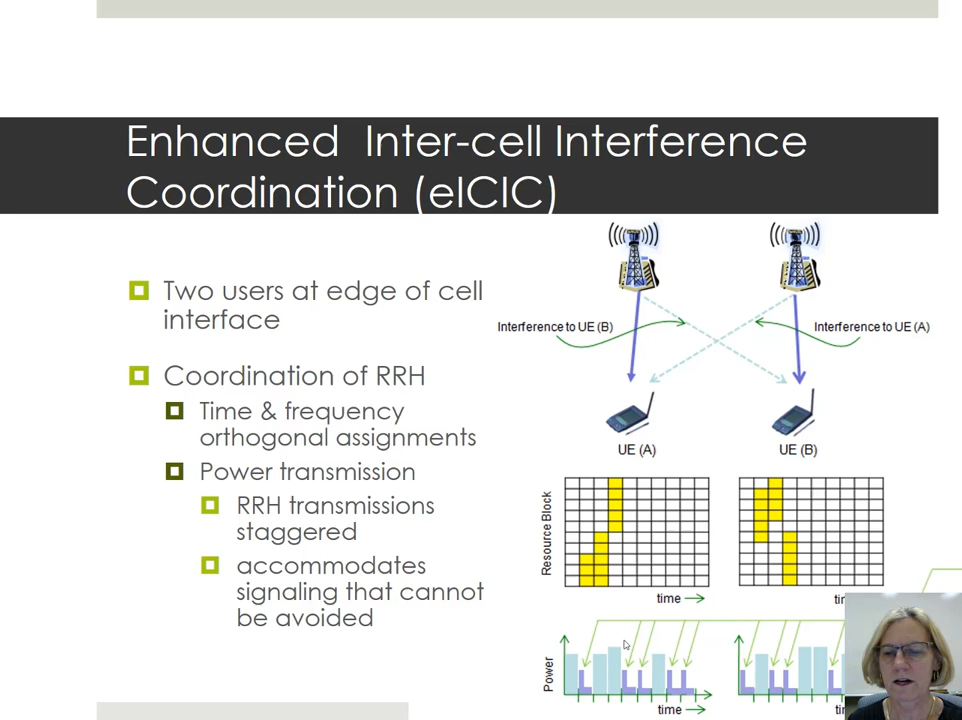 Enhanced Inter-cell Interference
Coordination (eICIC)
Two users at edge of cell
interface
Coordination of RRH
Time & frequency
orthogonal assignments
Power transmission
RRH transmissions
staggered
accommodates
signaling that cannot
be avoided
Interference to UE (B)
Interference to UE (A)
UE (A)
UE (B)
Resource Block
time
Power
time